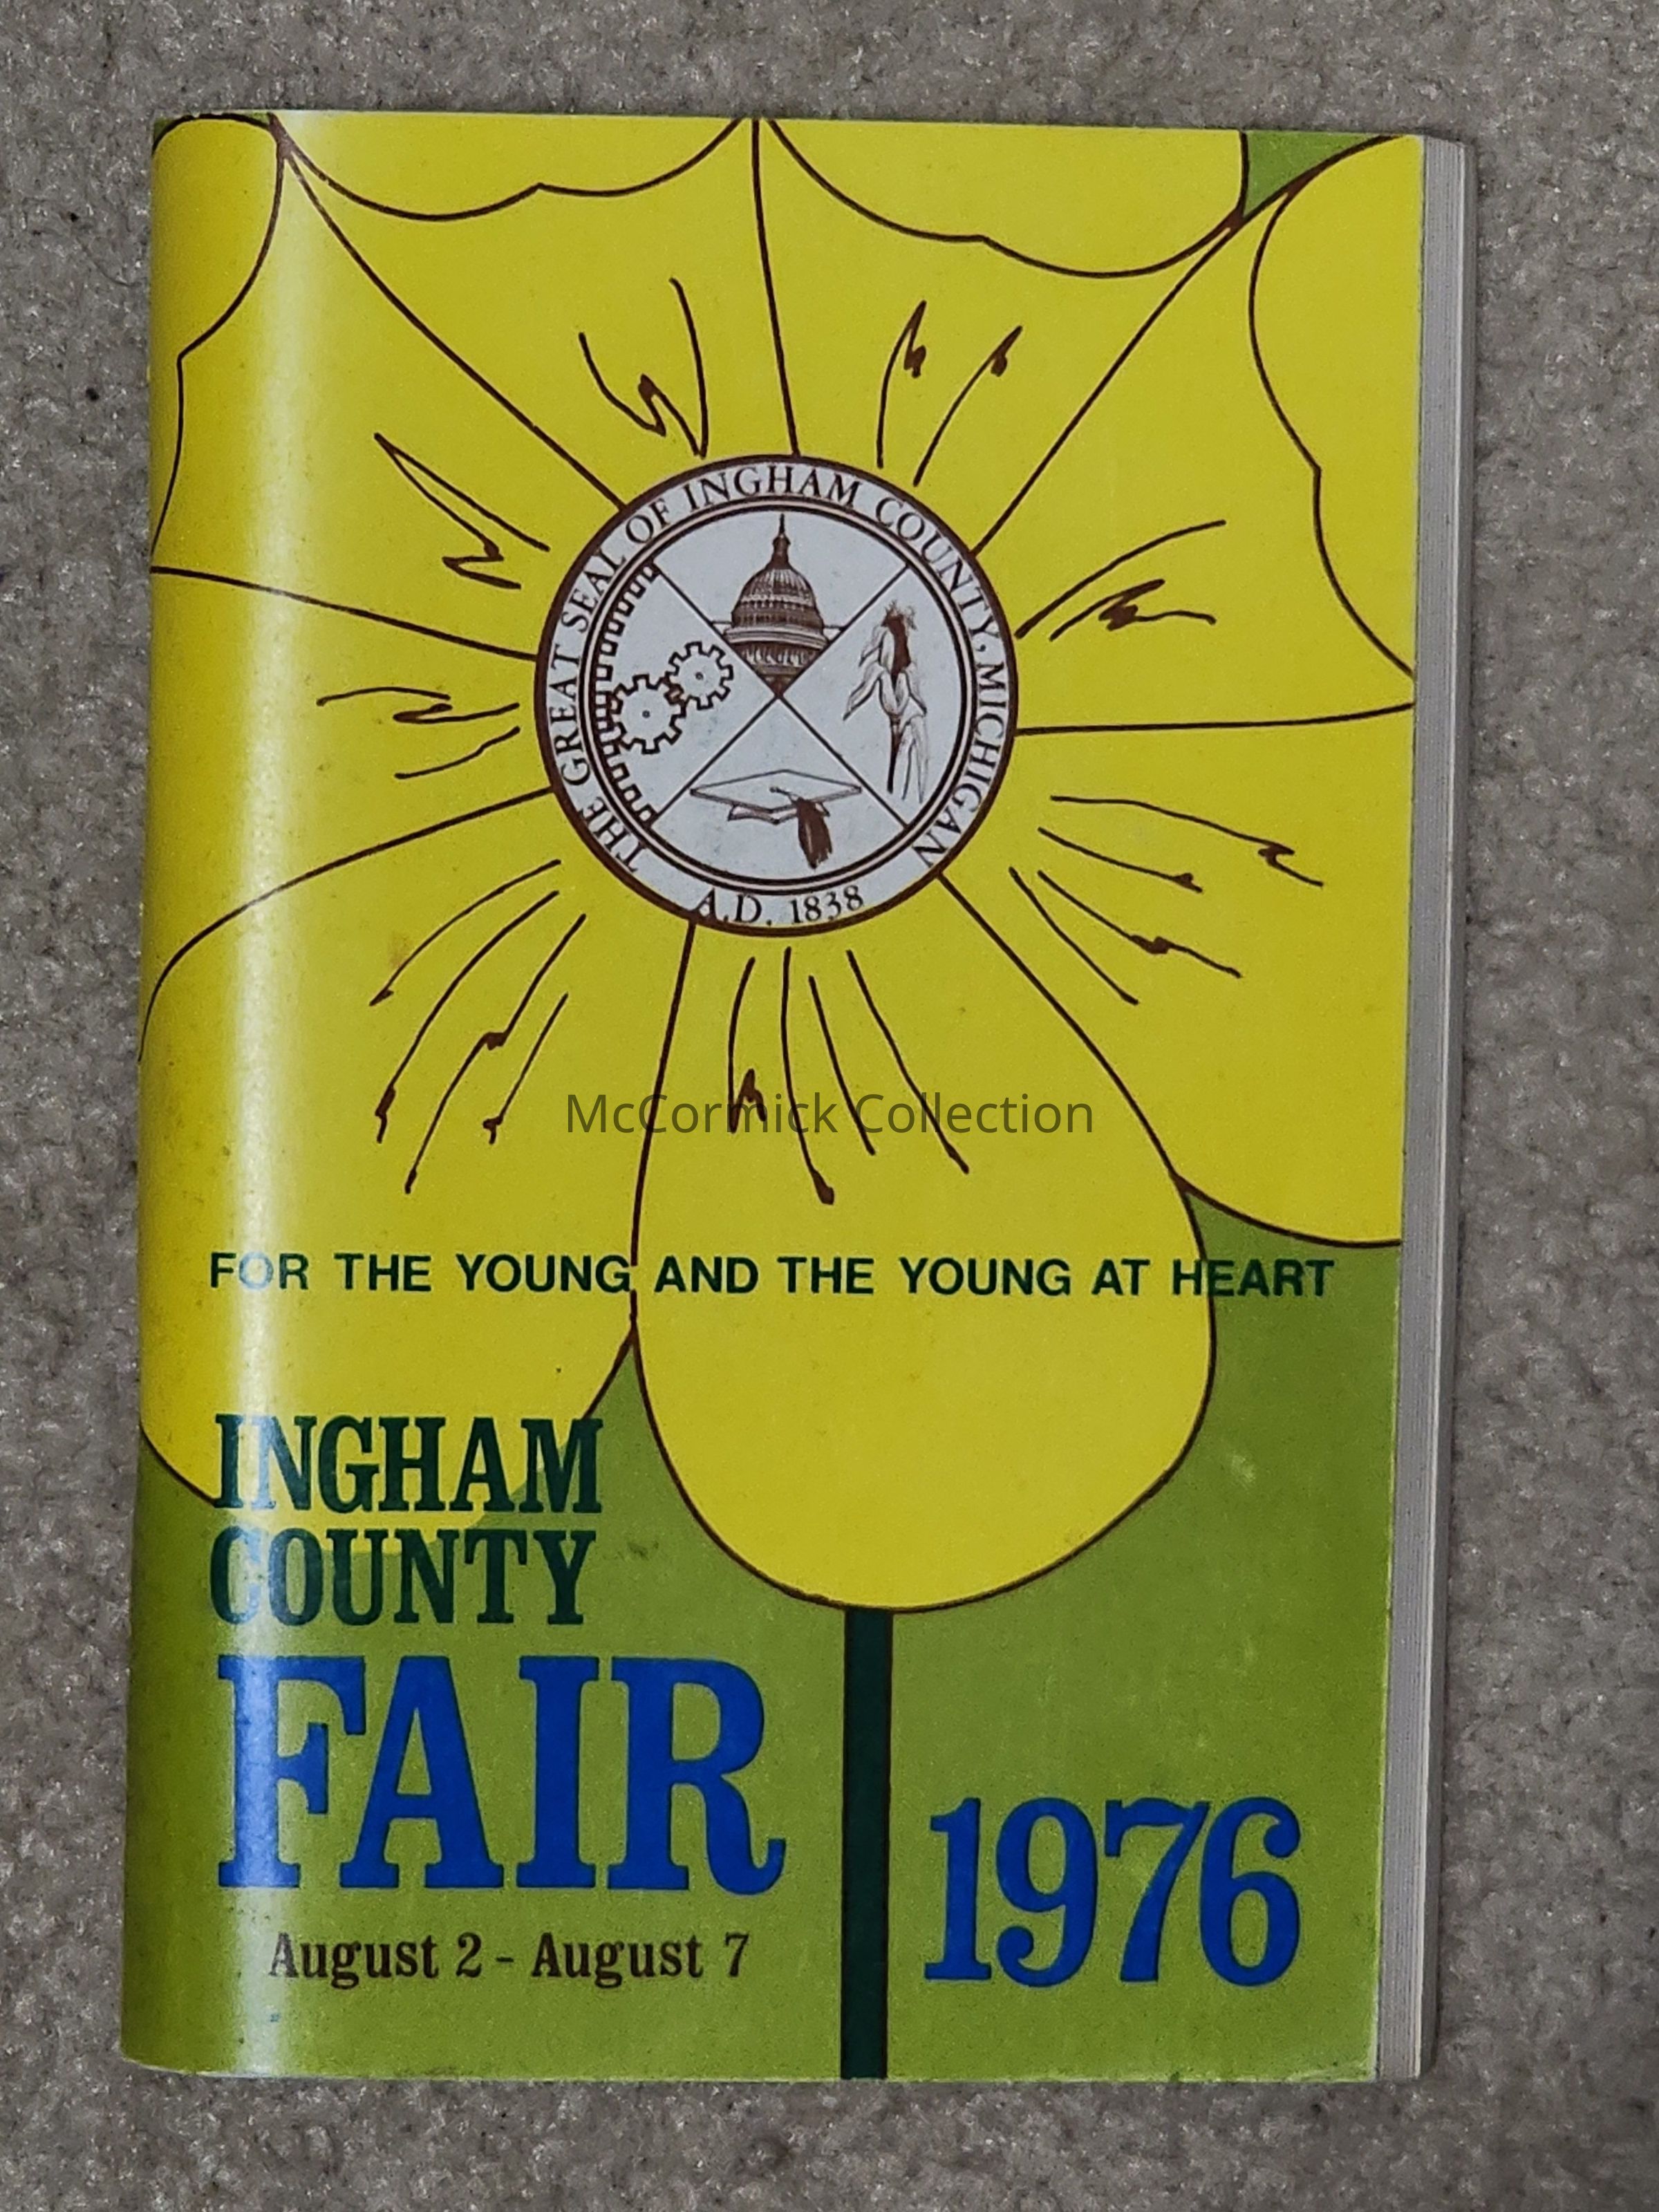 THE GREAT SEAL OF INGHAM COUNTY, MICHIGAN
A.D. 1838
McCormick Collection
FOR THE YOUNG AND THE YOUNG AT HEART
INGHAM
COUNTY
FAIR
1976
August 2 - August 7